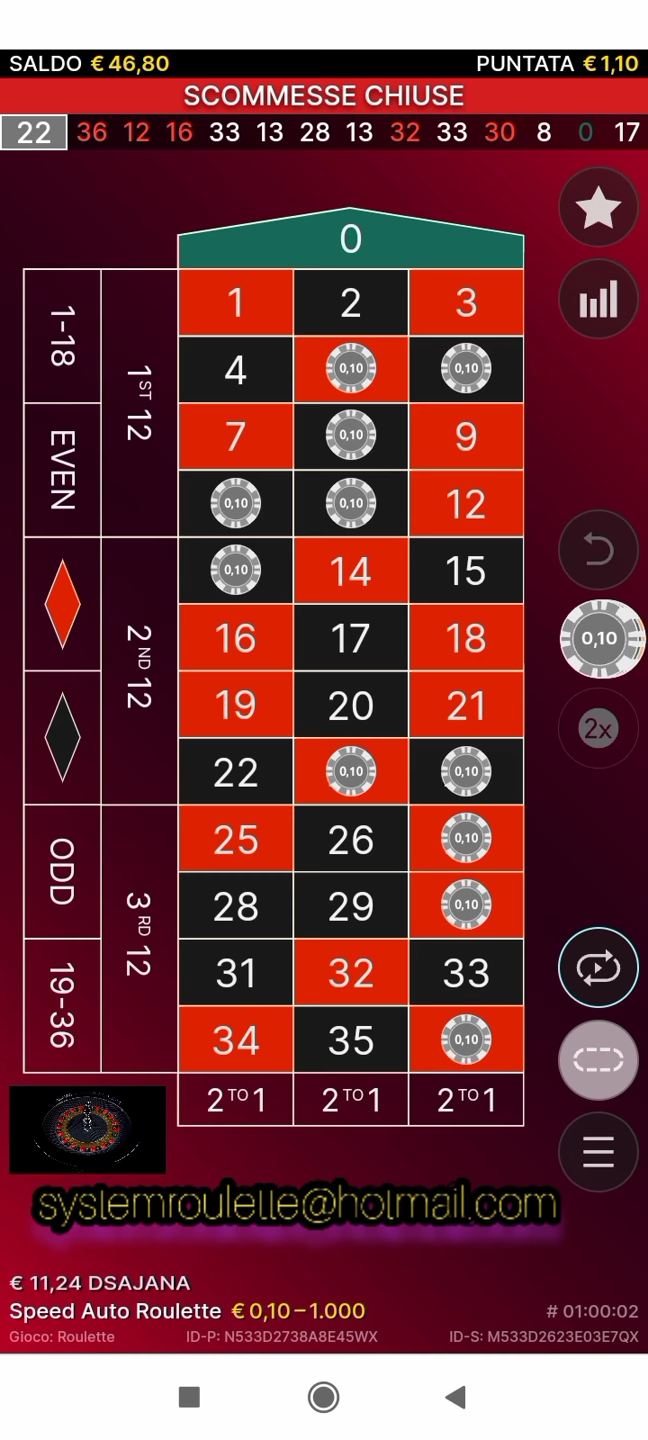 SALDO € 46,80 PUNTATA € 1,10
SCOMMESSE CHIUSE
22 36 12 16 33 13 28 13 32 33 30 8 0 17
0
1 2 3
4 0,10 0,10
7 0,10 9
0,10 0,10 12
0,10 14 15
16 17 18
19 20 21
22 0,10 0,10
25 26 0,10
28 29 0,10
31 32 33
34 35 0,10
2 TO 1 2 TO 1 2 TO 1
1-18
EVEN
ODD
19-36
1ST 12
2ND 12
3RD 12
0,10
2x
systemroulette@hotmail.com
€ 11,24 DSAJANA
Speed Auto Roulette € 0,10–1.000 # 01:00:02
Gioco: Roulette ID-P: N533D2738A8E45WX ID-S: M533D2623E03E7QX